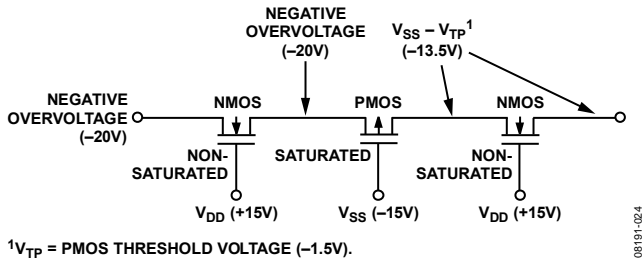 NEGATIVE
OVERVOLTAGE
(–20V)
VSS – VTP1
(–13.5V)
NEGATIVE
OVERVOLTAGE
(–20V)
NMOS
PMOS
NMOS
NON-
SATURATED
SATURATED
NON-
SATURATED
VDD (+15V)
VSS (–15V)
VDD (+15V)
1VTP = PMOS THRESHOLD VOLTAGE (–1.5V).
08191-024